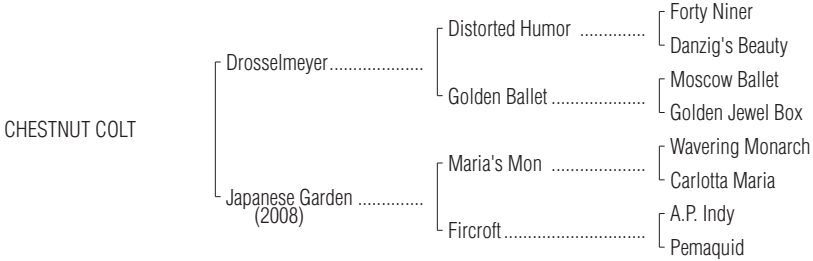 Forty Niner
Distorted Humor ..............
Danzig's Beauty
Drosselmeyer....................
Moscow Ballet
Golden Ballet ....................
Golden Jewel Box
CHESTNUT COLT
Wavering Monarch
Maria's Mon ....................
Carlotta Maria
Japanese Garden ..............
(2008)
A.P. Indy
Fircroft..............................
Pemaquid